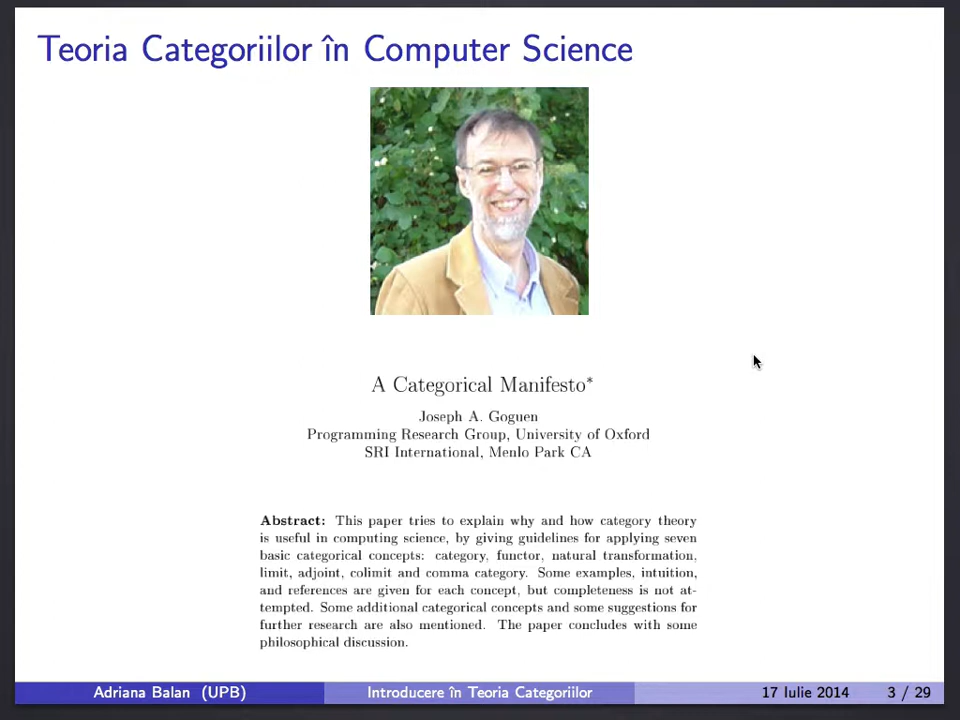 Teoria Categoriilor în Computer Science
A Categorical Manifesto*
Joseph A. Goguen
Programming Research Group, University of Oxford
SRI International, Menlo Park CA
Abstract: This paper tries to explain why and how category theory
is useful in computing science, by giving guidelines for applying seven
basic categorical concepts: category, functor, natural transformation,
limit, adjoint, colimit and comma category. Some examples, intuition,
and references are given for each concept, but completeness is not at-
tempted. Some additional categorical concepts and some suggestions for
further research are also mentioned. The paper concludes with some
philosophical discussion.
Adriana Balan (UPB) Introducere în Teoria Categoriilor 17 Iulie 2014 3 / 29